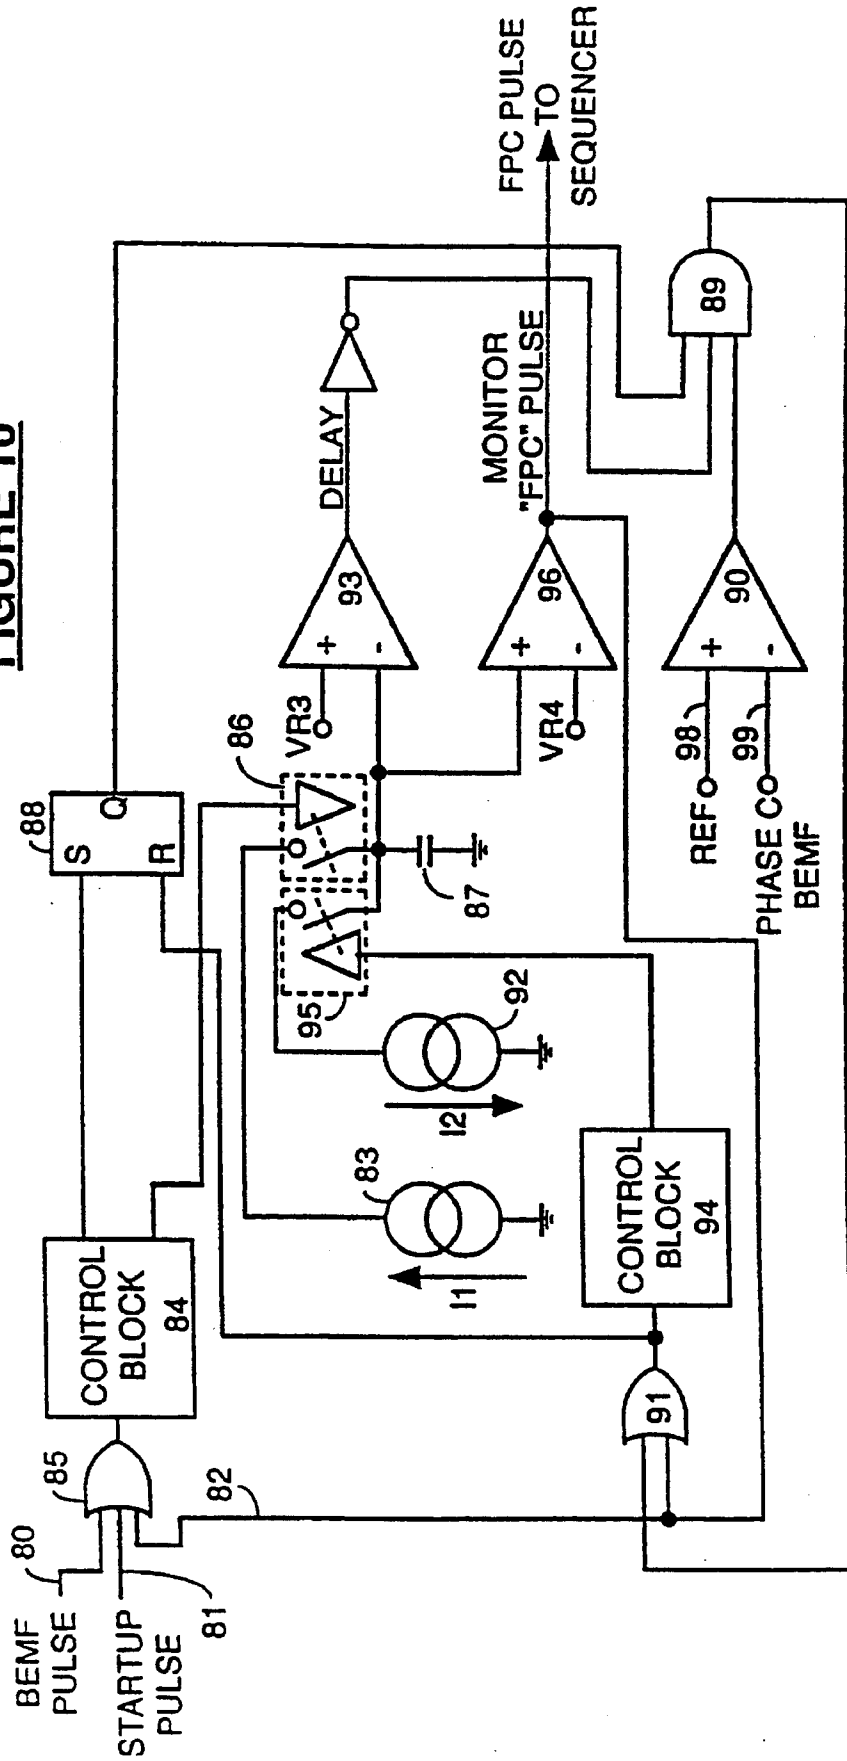 FIGURE
BEMF
PULSE
80
STARTUP
PULSE
81
85
82
CONTROL
BLOCK
84
88
S
Q
R
I1
83
I2
92
95
86
87
VR3
+
-
93
DELAY
VR4
+
-
96
MONITOR
"FPC" PULSE
FPC PULSE
TO
SEQUENCER
91
CONTROL
BLOCK
94
REF
98
PHASE C
BEMF
99
+
-
90
89